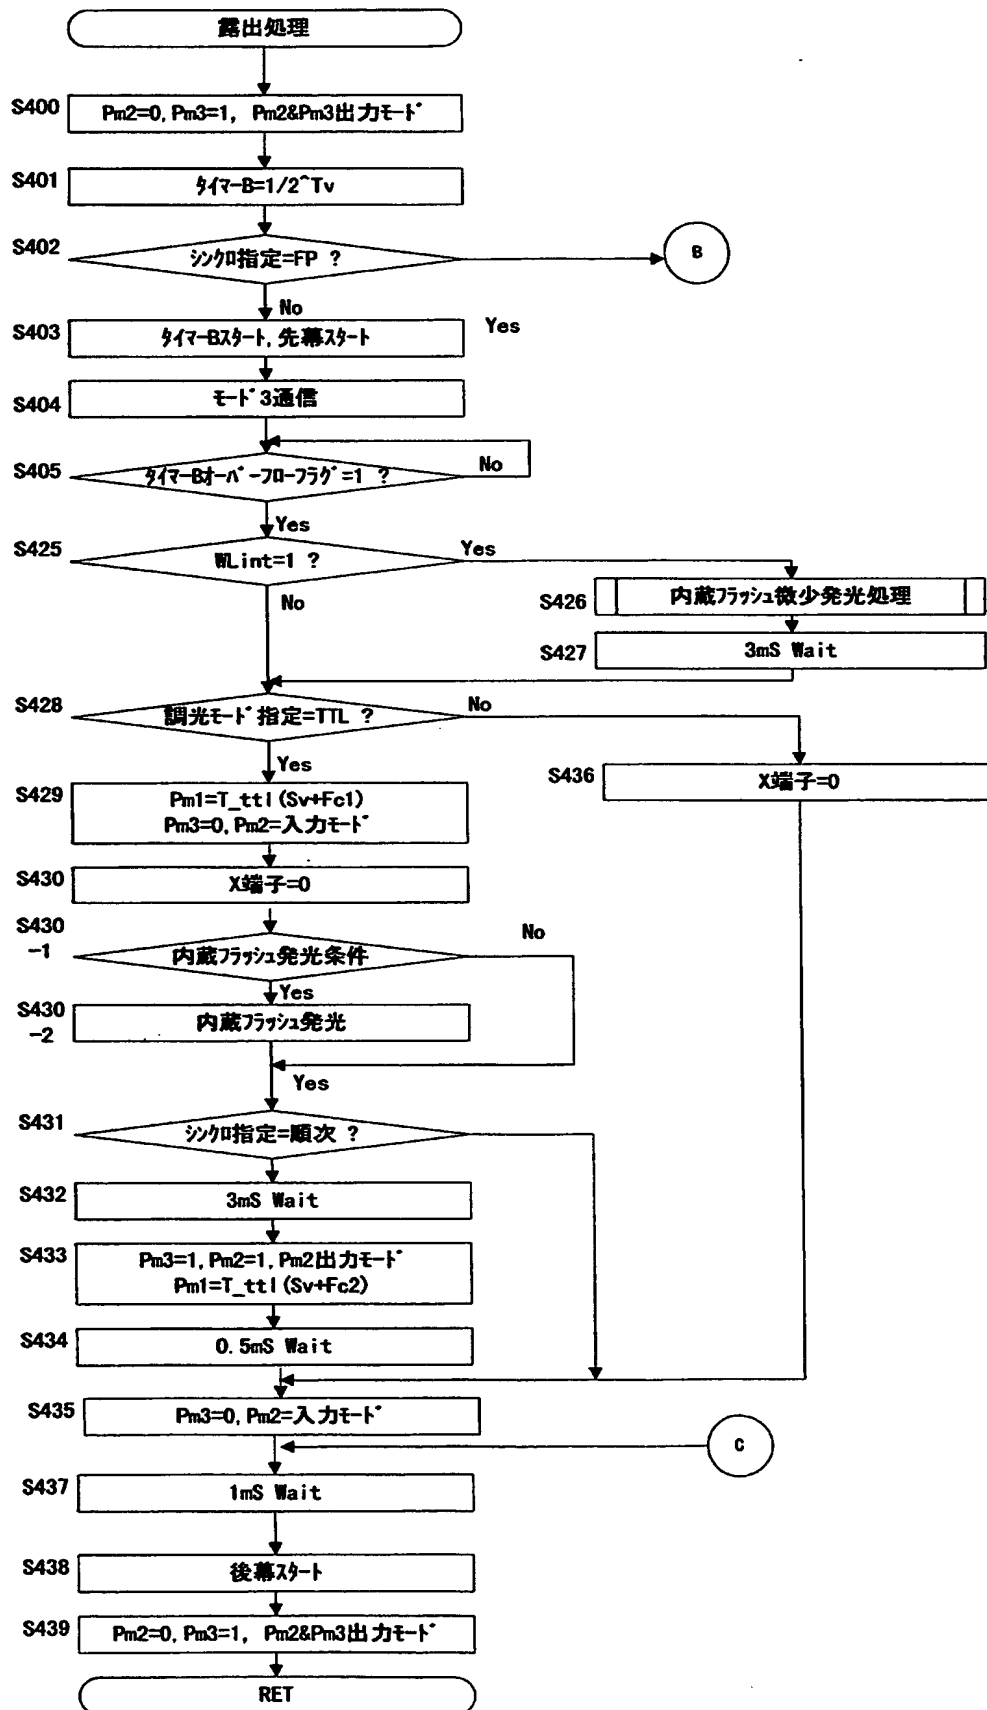 露出処理
S400
Pm2=0, Pm3=1, Pm2&Pm3出力ﾓｰﾄﾞ
S401
ﾀｲﾏｰB=1/2^Tv
S402
ｼﾝｸﾛ指定=FP ?
B
No
Yes
S403
ﾀｲﾏｰBｽﾀｰﾄ, 先幕ｽﾀｰﾄ
S404
ﾓｰﾄﾞ3通信
S405
ﾀｲﾏｰBｵｰﾊﾞｰﾌﾛｰﾌﾗｸﾞ=1 ?
No
Yes
S425
WLint=1 ?
Yes
No
S426
内蔵ﾌﾗｯｼｭ微少発光処理
S427
3mS Wait
S428
調光ﾓｰﾄﾞ指定=TTL ?
No
Yes
S429
Pm1=T_ttl(Sv+Fc1)
Pm3=0, Pm2=入力ﾓｰﾄﾞ
S436
X端子=0
S430
X端子=0
S430
-1
内蔵ﾌﾗｯｼｭ発光条件
No
Yes
S430
-2
内蔵ﾌﾗｯｼｭ発光
Yes
S431
ｼﾝｸﾛ指定=順次 ?
S432
3mS Wait
S433
Pm3=1, Pm2=1, Pm2出力ﾓｰﾄﾞ
Pm1=T_ttl(Sv+Fc2)
S434
0.5mS Wait
S435
Pm3=0, Pm2=入力ﾓｰﾄﾞ
C
S437
1mS Wait
S438
後幕ｽﾀｰﾄ
S439
Pm2=0, Pm3=1, Pm2&Pm3出力ﾓｰﾄﾞ
RET